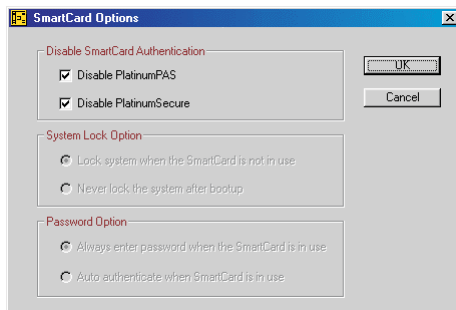 SmartCard Options
Disable SmartCard Authentication
Disable PlatinumPAS
Disable PlatinumSecure
OK
Cancel
System Lock Option
Lock system when the SmartCard is not in use
Never lock the system after bootup
Password Option
Always enter password when the SmartCard is in use
Auto authenticate when SmartCard is in use